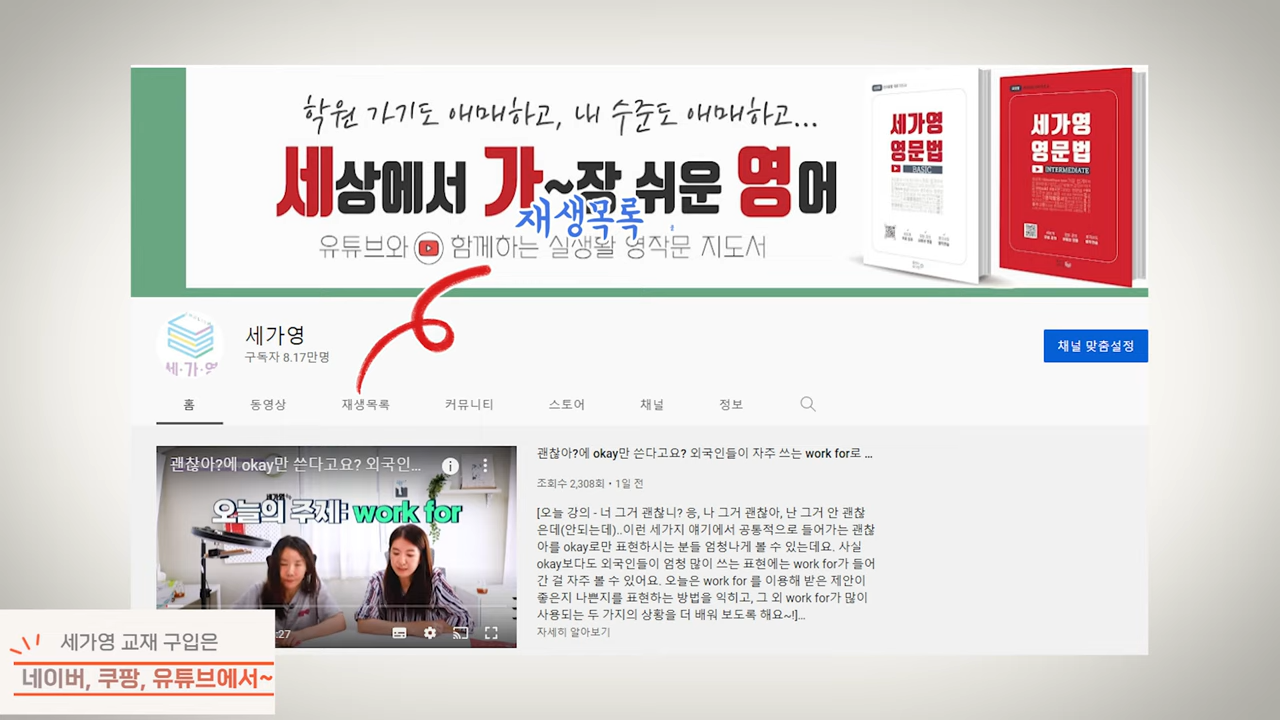 학원 가기도 애매하고, 내 수준도 애매하고...
세상에서 가~장 쉬운 영어
재생목록
유튜브와 함께하는 실생활 영작문 지도서
세가영
영문법
BASIC
세가영
영문법
INTERMEDIATE
세·가·영
세가영
구독자 8.17만명
채널 맞춤설정
홈
동영상
재생목록
커뮤니티
스토어
채널
정보
괜찮아?에 okay만 쓴다고요? 외국인...
오늘의 주제: work for
:27
괜찮아?에 okay만 쓴다고요? 외국인들이 자주 쓰는 work for로 ...
조회수 2,308회 • 1일 전
[오늘 강의 - 너 그거 괜찮니? 응, 나 그거 괜찮아, 난 그거 안 괜찮
은데(안되는데)..이런 세가지 얘기에서 공통적으로 들어가는 괜찮
아를 okay로만 표현하시는 분들 엄청나게 볼 수 있는데요. 사실
okay보다도 외국인들이 엄청 많이 쓰는 표현에는 work for가 들어
간 걸 자주 볼 수 있어요. 오늘은 work for 를 이용해 받은 제안이
좋은지 나쁜지를 표현하는 방법을 익히고, 그 외 work for가 많이
사용되는 두 가지의 상황을 더 배워 보도록 해요~!]...
자세히 알아보기
세가영 교재 구입은
네이버, 쿠팡, 유튜브에서~